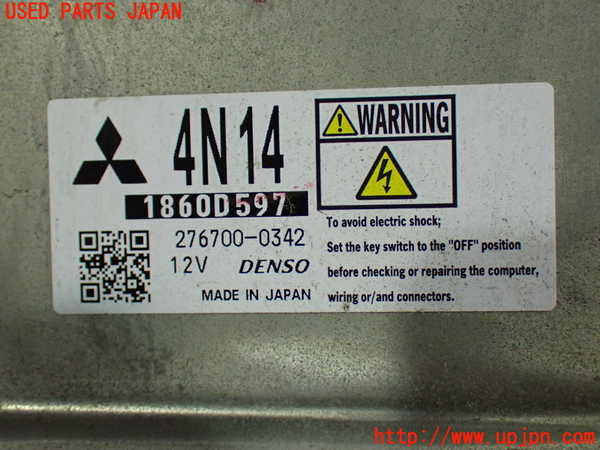 USED PARTS JAPAN
4N14
1860D597
276700-0342
12V DENSO
MADE IN JAPAN
WARNING
To avoid electric shock;
Set the key switch to the "OFF" position
before checking or repairing the computer,
wiring or/and connectors.
http://www.upjpn.com/